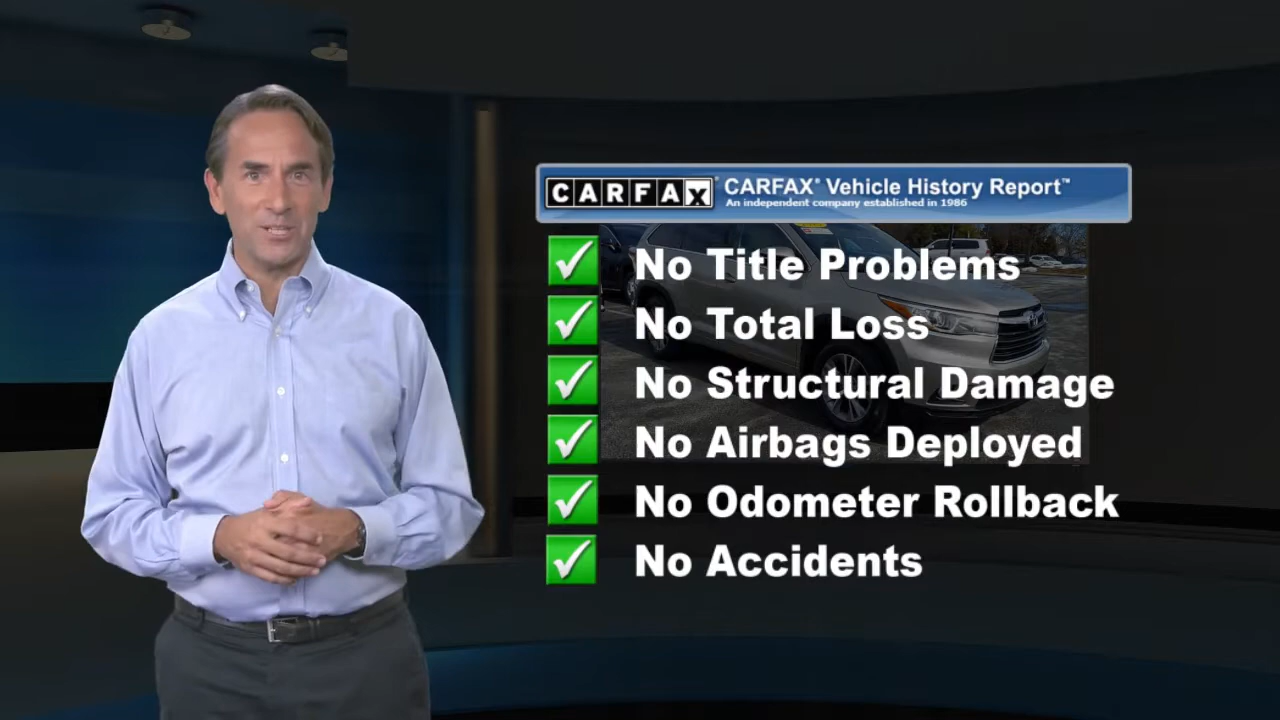 CARFAX
CARFAX® Vehicle History Report™
An independent company established in 1986
No Title Problems
No Total Loss
No Structural Damage
No Airbags Deployed
No Odometer Rollback
No Accidents